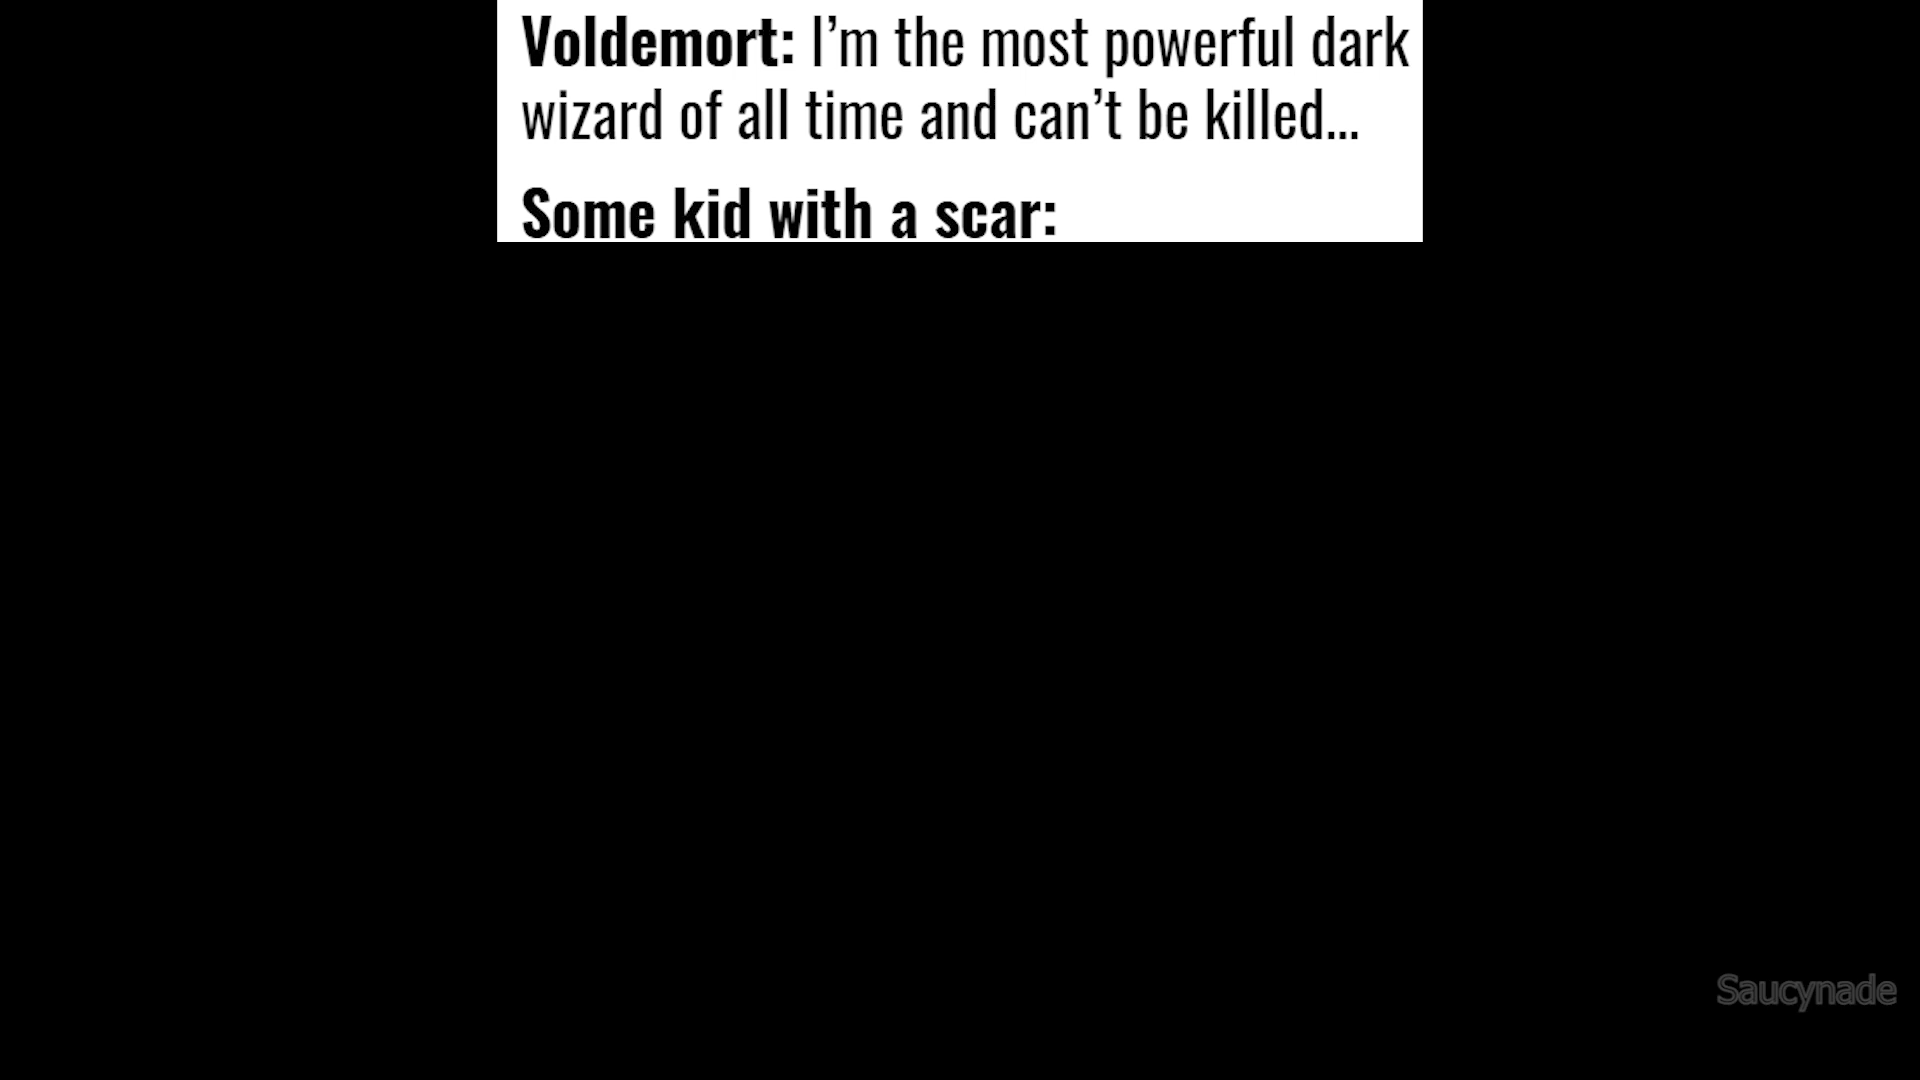 Voldemort: I’m the most powerful dark
wizard of all time and can’t be killed...
Some kid with a scar:
Saucynade